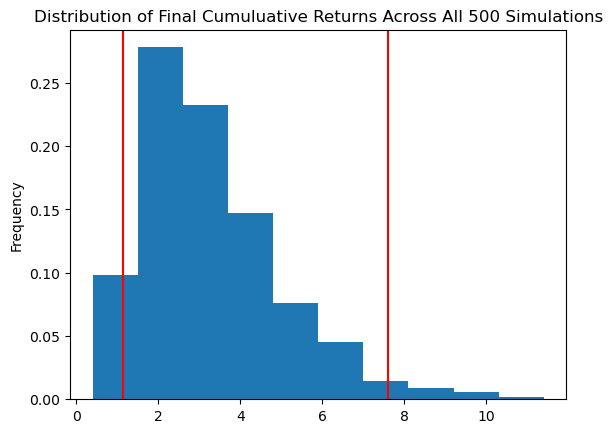 Distribution of Final Cumuluative Returns Across All 500 Simulations
Frequency
0.25
0.20
0.15
0.10
0.05
0.00
0 2 4 6 8 10